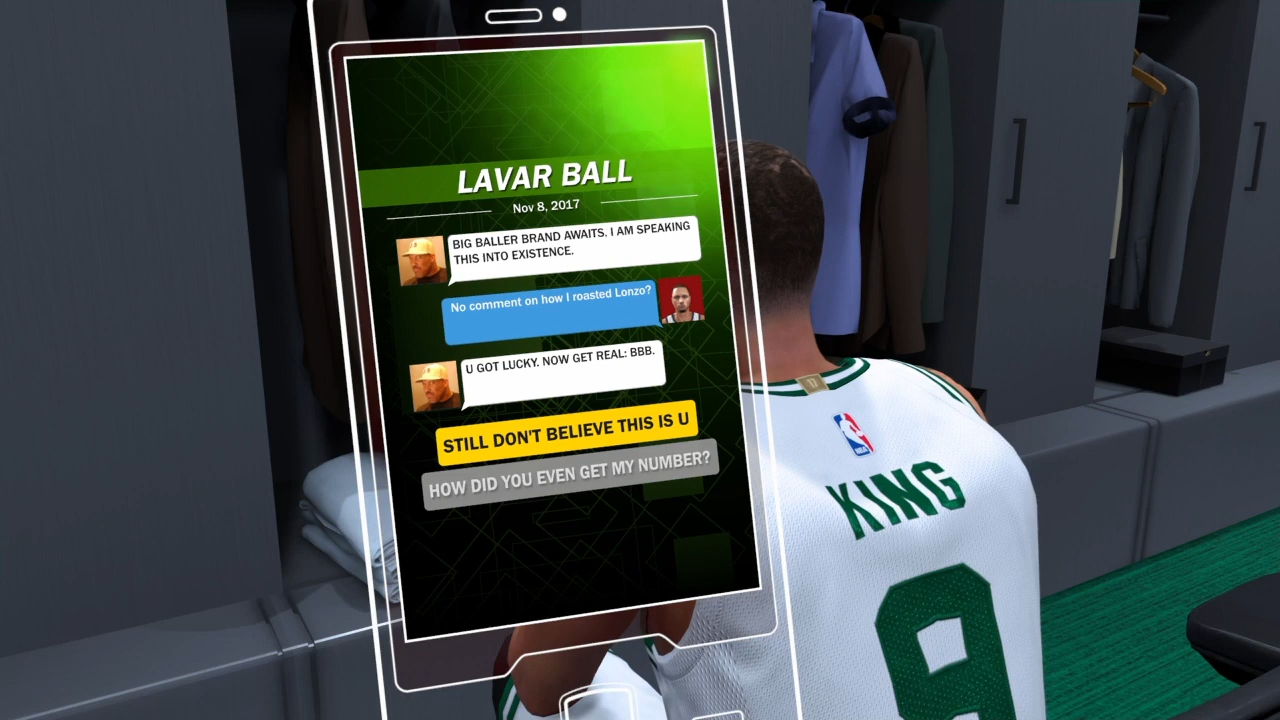 LAVAR BALL
Nov 8, 2017
BIG BALLER BRAND AWAITS. I AM SPEAKING
THIS INTO EXISTENCE.
No comment on how I roasted Lonzo?
U GOT LUCKY. NOW GET REAL: BBB.
STILL DON'T BELIEVE THIS IS U
HOW DID YOU EVEN GET MY NUMBER?
NBA
KING
9